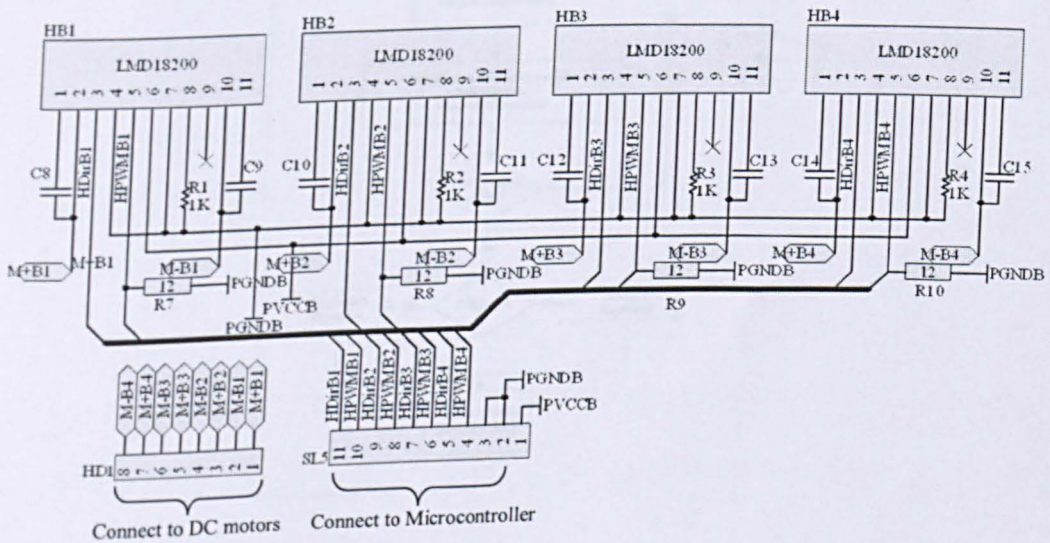 HB1
LMD18200
1 2 3 4 5 6 7 8 9 10 11
HB2
LMD18200
1 2 3 4 5 6 7 8 9 10 11
HB3
LMD18200
1 2 3 4 5 6 7 8 9 10 11
HB4
LMD18200
1 2 3 4 5 6 7 8 9 10 11
C8
HDirB1
HPWMB1
R1
1K
C9
C10
HDirB2
HPWMB2
R2
1K
C11
C12
HDirB3
HPWMB3
R3
1K
C13
C14
HDirB4
HPWMB4
R4
1K
C15
M+B1
M+B1
M-B1
M+B2
M-B2
M+B3
M-B3
M+B4
M-B4
12
R7
PGNDB
12
R8
PGNDB
12
R9
PGNDB
12
R10
PGNDB
PVCCB
PGNDB
M-B4
M+B4
M-B3
M+B3
M-B2
M+B2
M-B1
M+B1
HD1
8 7 6 5 4 3 2 1
Connect to DC motors
HDirB1
HPWMB1
HDirB2
HPWMB2
HDirB3
HPWMB3
HDirB4
HPWMB4
PGNDB
PVCCB
SL5
11 10 9 8 7 6 5 4 3 2 1
Connect to Microcontroller